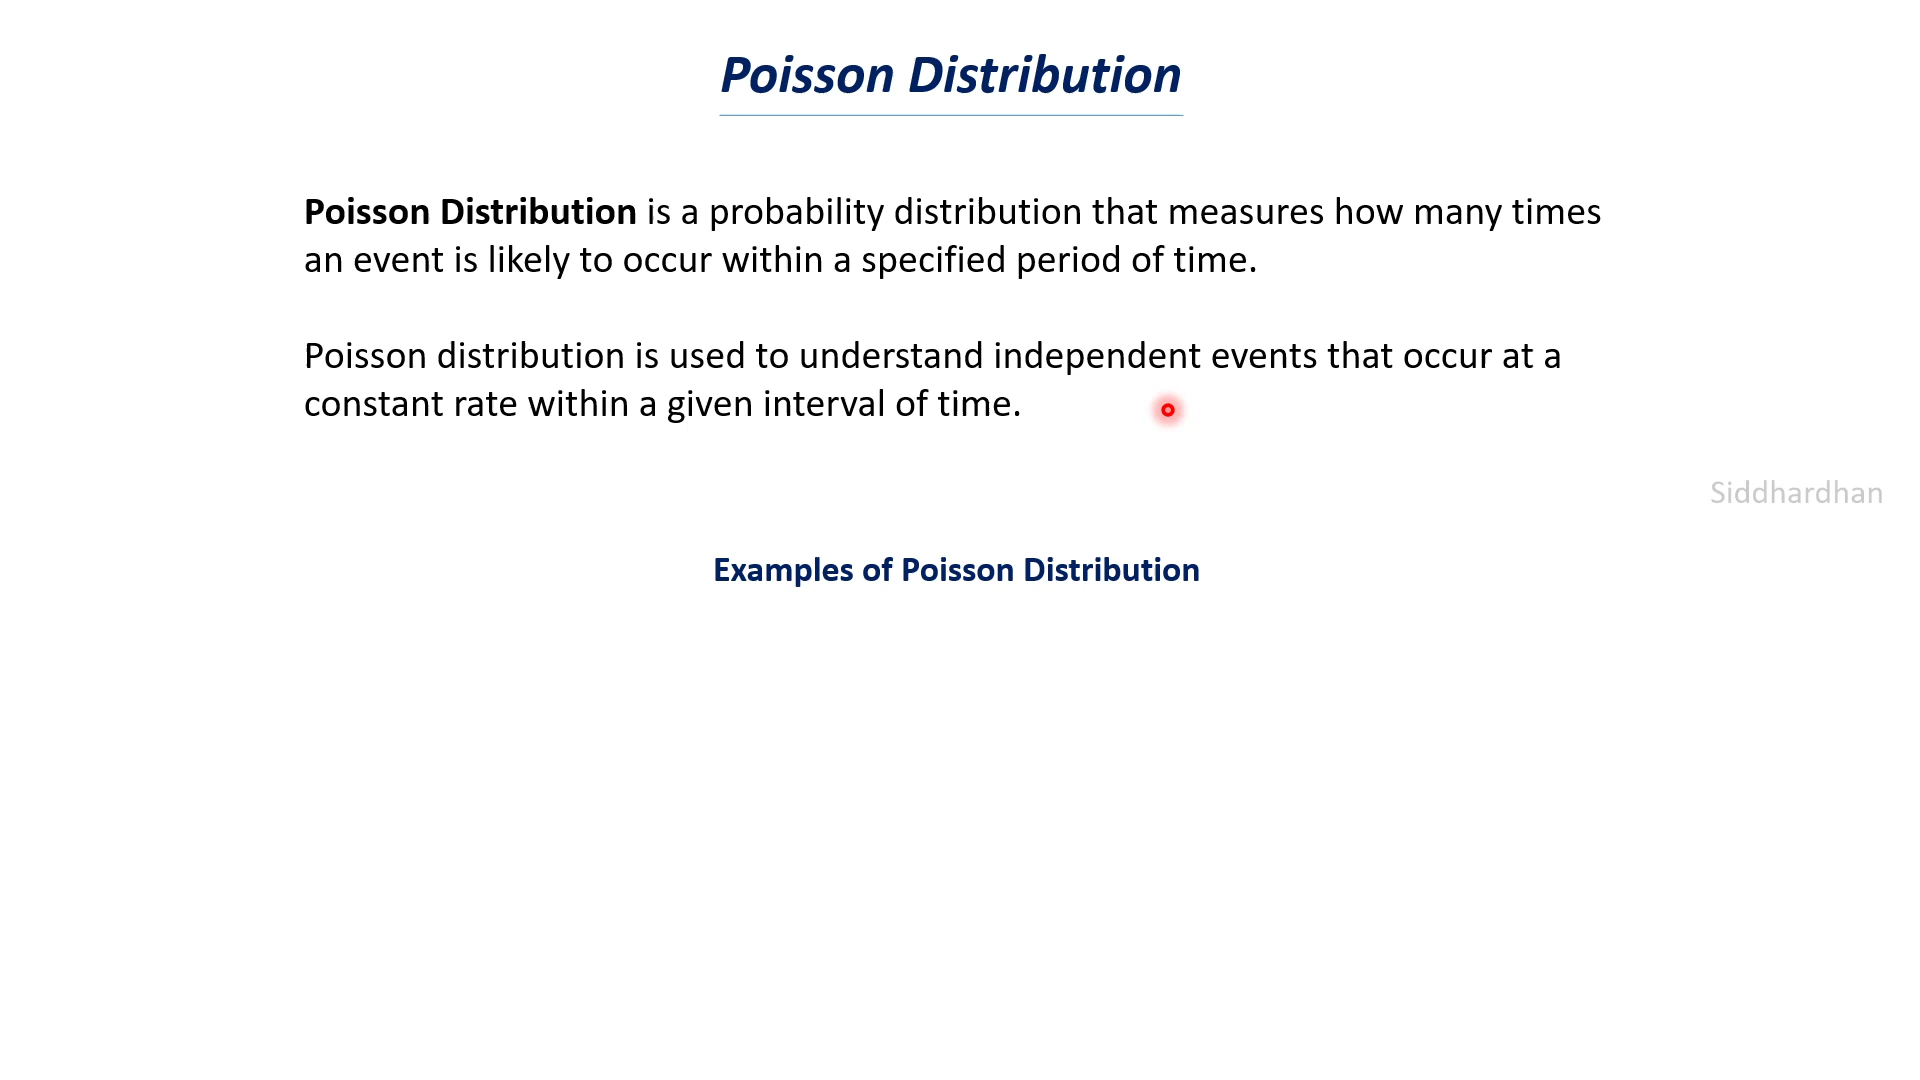 Poisson Distribution
Poisson Distribution is a probability distribution that measures how many times
an event is likely to occur within a specified period of time.
Poisson distribution is used to understand independent events that occur at a
constant rate within a given interval of time.
Siddhardhan
Examples of Poisson Distribution